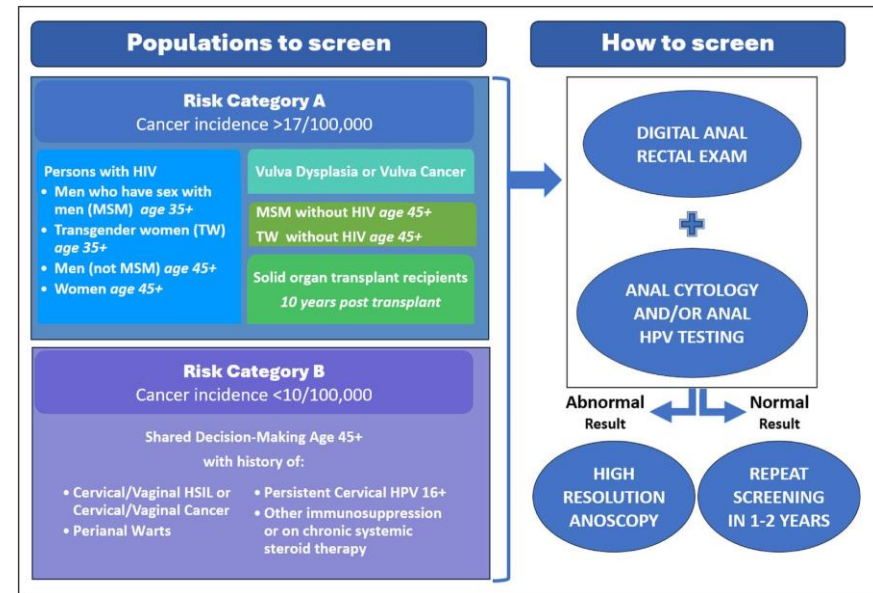 Populations to screen
Risk Category A
Cancer incidence >17/100,000
Persons with HIV
• Men who have sex with
men (MSM) age 35+
• Transgender women (TW)
age 35+
• Men (not MSM) age 45+
• Women age 45+
Vulva Dysplasia or Vulva Cancer
MSM without HIV age 45+
TW without HIV age 45+
Solid organ transplant recipients
10 years post transplant
Risk Category B
Cancer incidence <10/100,000
Shared Decision-Making Age 45+
with history of:
• Cervical/Vaginal HSIL or
Cervical/Vaginal Cancer
• Perianal Warts
• Persistent Cervical HPV 16+
• Other immunosuppression
or on chronic systemic
steroid therapy
How to screen
DIGITAL ANAL
RECTAL EXAM
ANAL CYTOLOGY
AND/OR ANAL
HPV TESTING
Abnormal
Result
Normal
Result
HIGH
RESOLUTION
ANOSCOPY
REPEAT
SCREENING
IN 1-2 YEARS